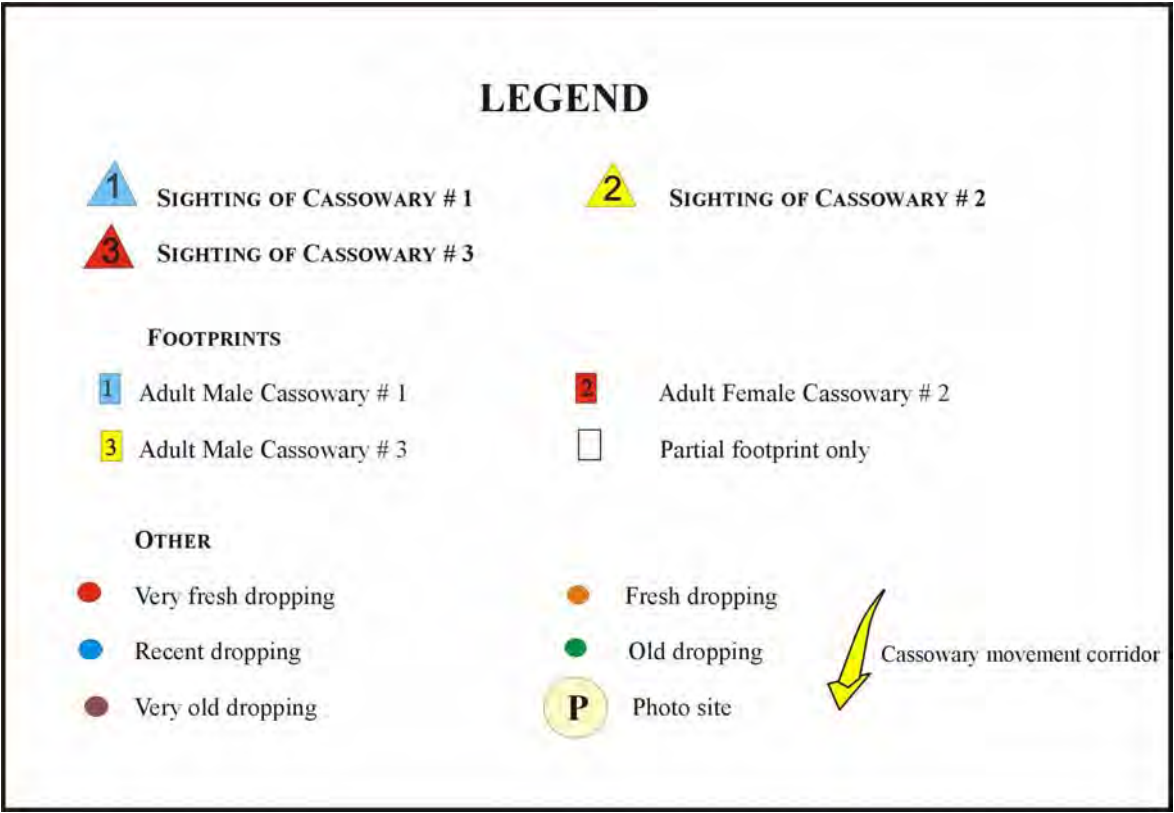 LEGEND
1 SIGHTING OF CASSOWARY # 1
2 SIGHTING OF CASSOWARY # 2
3 SIGHTING OF CASSOWARY # 3
FOOTPRINTS
1 Adult Male Cassowary # 1
2 Adult Female Cassowary # 2
3 Adult Male Cassowary # 3
Partial footprint only
OTHER
Very fresh dropping
Fresh dropping
Recent dropping
Old dropping
Cassowary movement corridor
Very old dropping
P Photo site